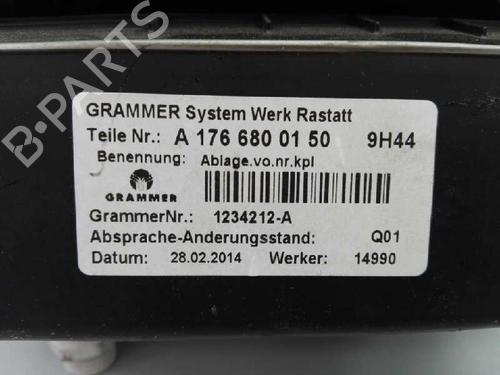 GRAMMER System Werk Rastatt
Teile Nr.: A 176 680 01 50 9H44
Benennung: Ablage.vo.nr.kpl
GRAMMER
GrammerNr.: 1234212-A
Absprache-Änderungsstand: Q01
Datum: 28.02.2014 Werker: 14990
B-PARTS